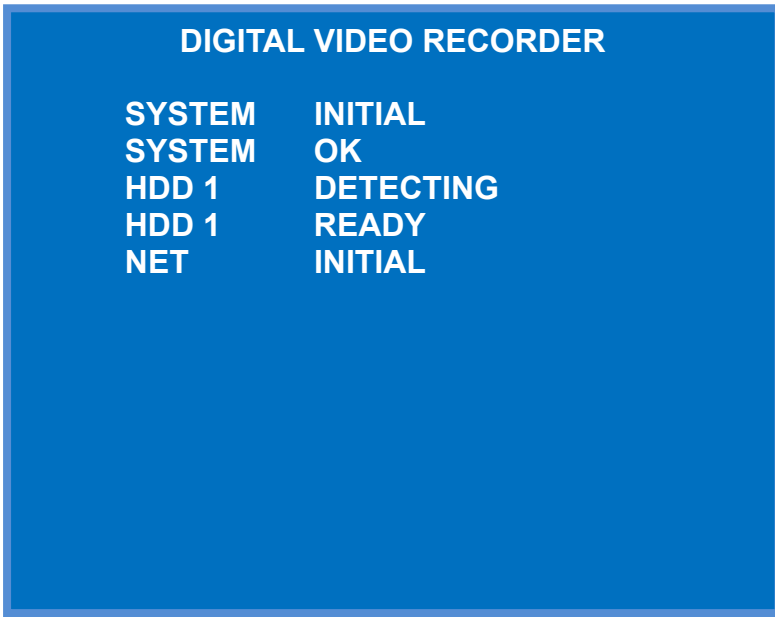 DIGITAL VIDEO RECORDER
SYSTEM INITIAL
SYSTEM OK
HDD 1 DETECTING
HDD 1 READY
NET INITIAL